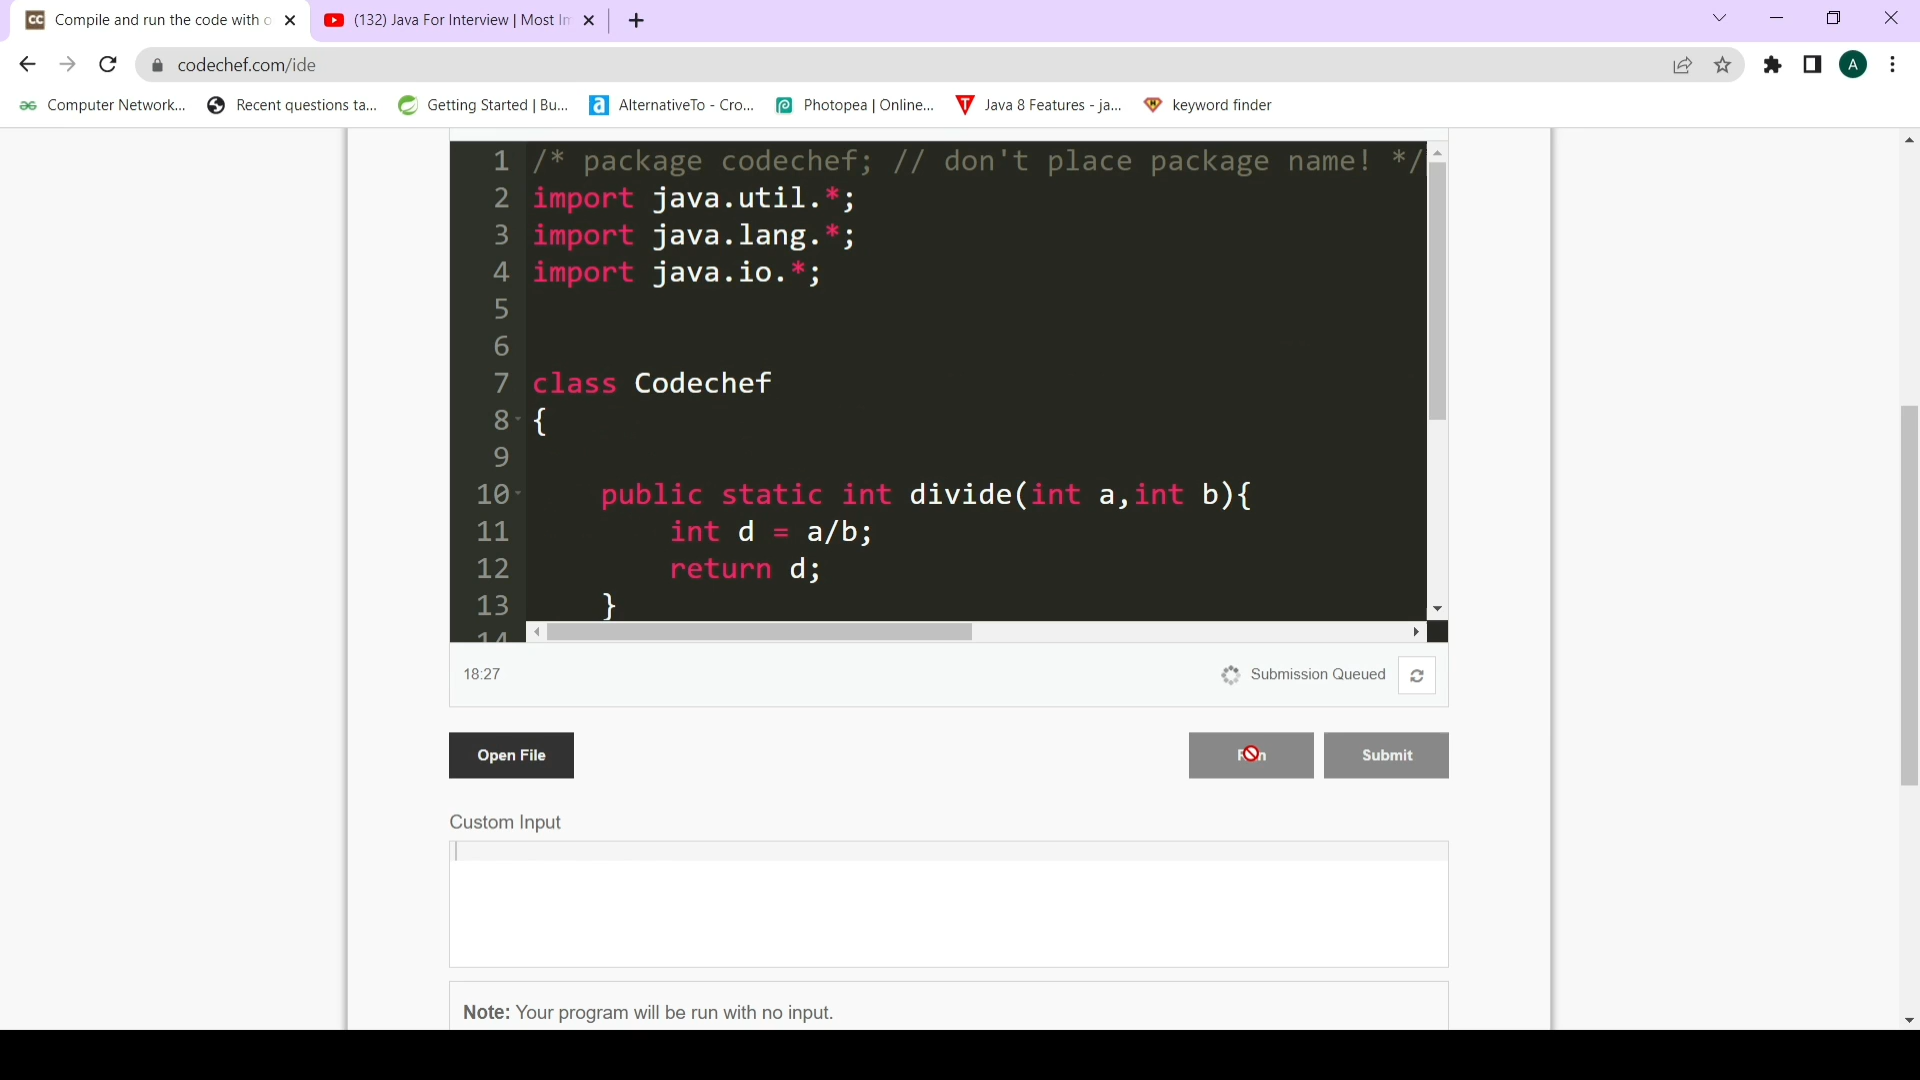 CC Compile and run the code with o
(132) Java For Interview | Most Im
codechef.com/ide
A
Computer Network...
Recent questions ta...
Getting Started | Bu...
a AlternativeTo - Cro...
Photopea | Online...
T Java 8 Features - ja...
keyword finder
1 /* package codechef; // don't place package name! */
2 import java.util.*;
3 import java.lang.*;
4 import java.io.*;
5
6
7 class Codechef
8 {
9
10 public static int divide(int a,int b){
11 int d = a/b;
12 return d;
13 }
14
18:27
Submission Queued
Open File
Run
Submit
Custom Input
Note: Your program will be run with no input.